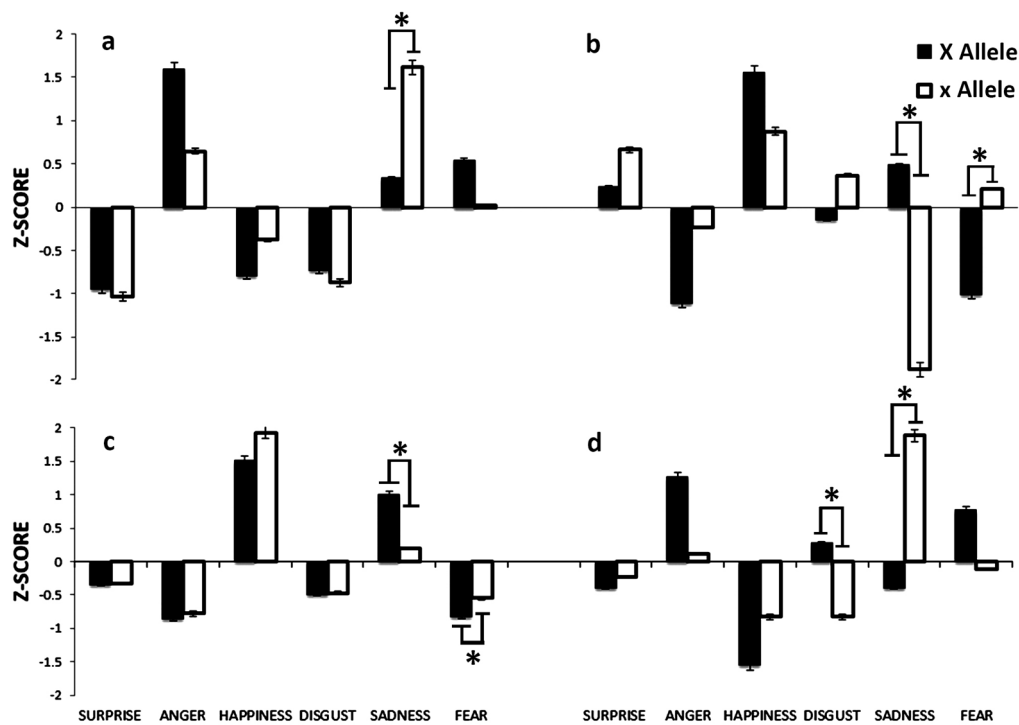 a
b
X Allele
x Allele
*
*
*
2
1.5
1
0.5
0
-0.5
-1
-1.5
-2
Z-SCORE
c
d
*
*
*
*
2
1.5
1
0.5
0
-0.5
-1
-1.5
-2
Z-SCORE
SURPRISE ANGER HAPPINESS DISGUST SADNESS FEAR SURPRISE ANGER HAPPINESS DISGUST SADNESS FEAR